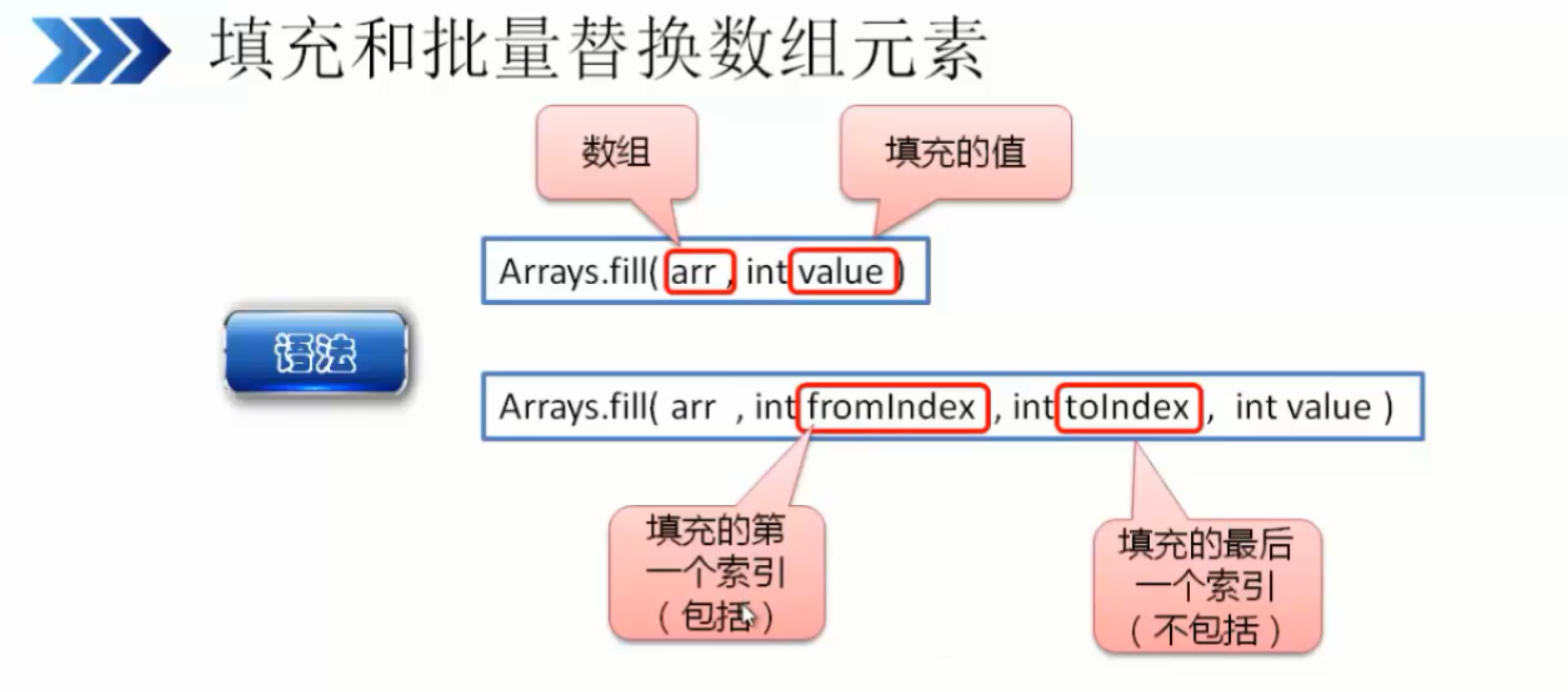 填充和批量替换数组元素
数组
填充的值
Arrays.fill( arr , int value )
语法
Arrays.fill( arr , int fromIndex , int toIndex , int value )
填充的第
一个索引
（包括）
填充的最后
一个索引
（不包括）